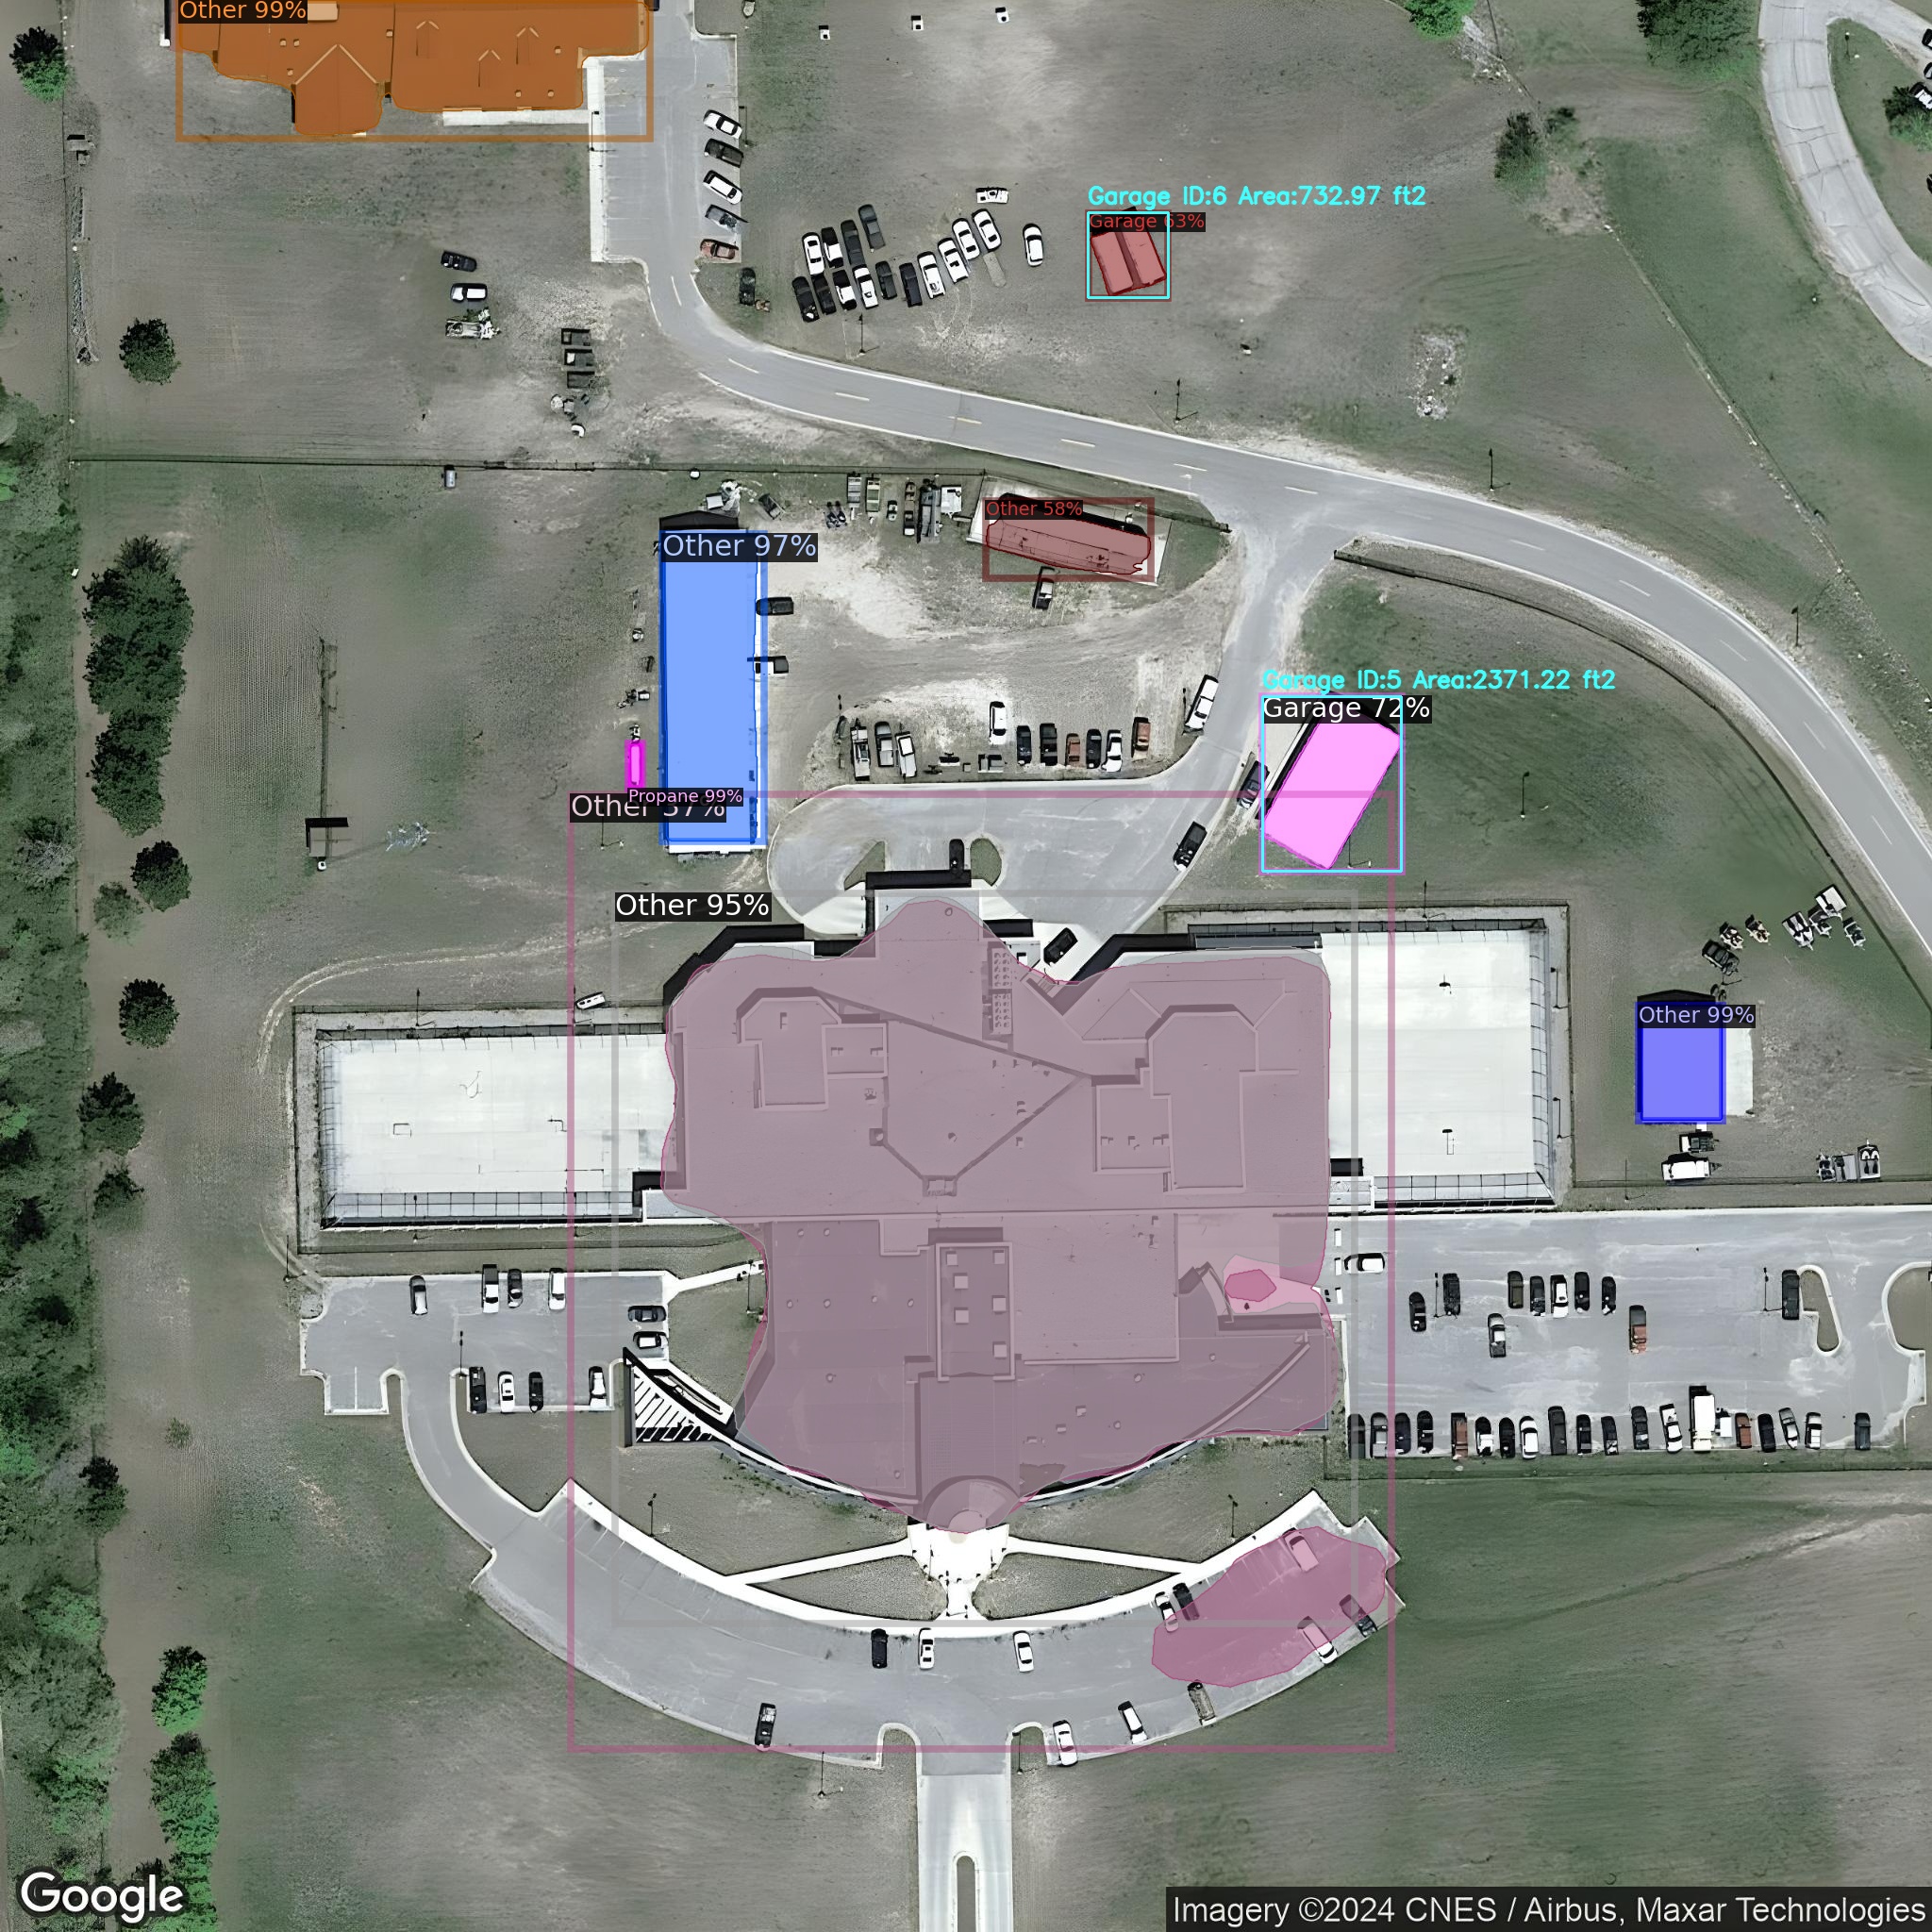 Other 99%
Garage ID:6 Area:732.97 ft2
Garage 63%
Other 58%
Other 97%
Garage ID:5 Area:2371.22 ft2
Garage 72%
Propane 99%
Other 57%
Other 95%
Other 99%
Google
Imagery ©2024 CNES / Airbus, Maxar Technologies